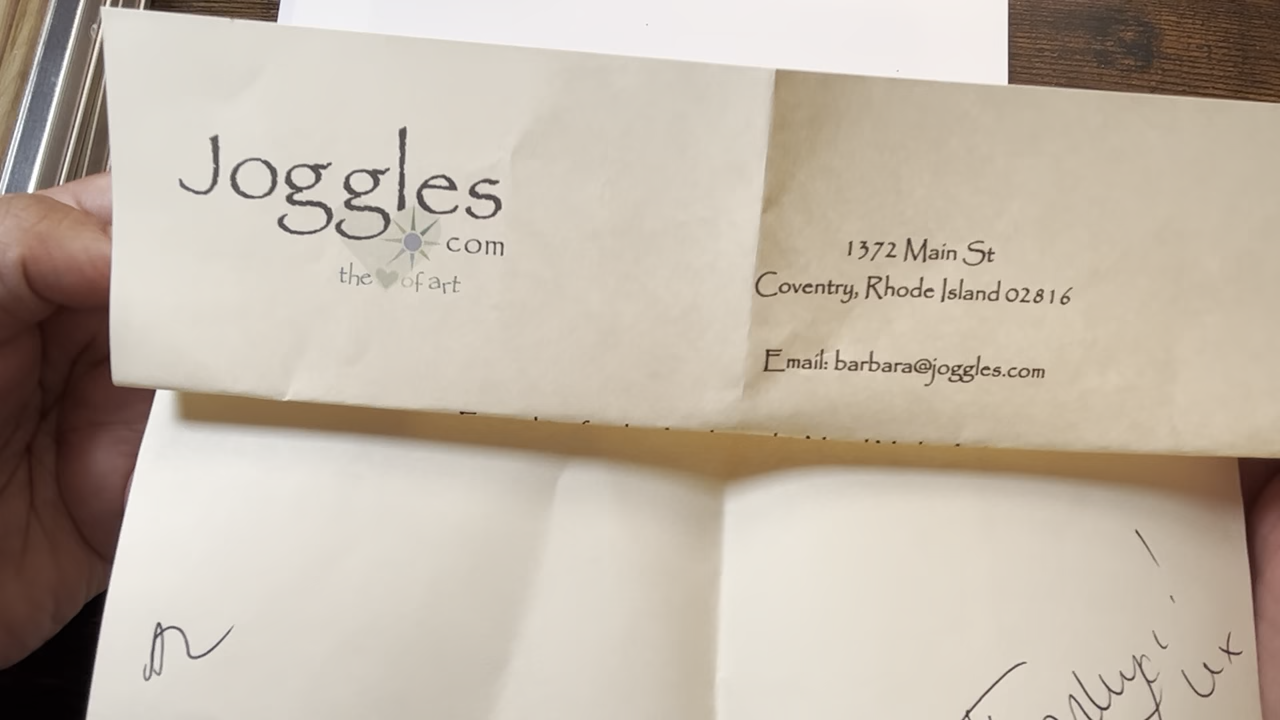 Joggles
.com
the of art
1372 Main St
Coventry, Rhode Island 02816
Email: barbara@joggles.com